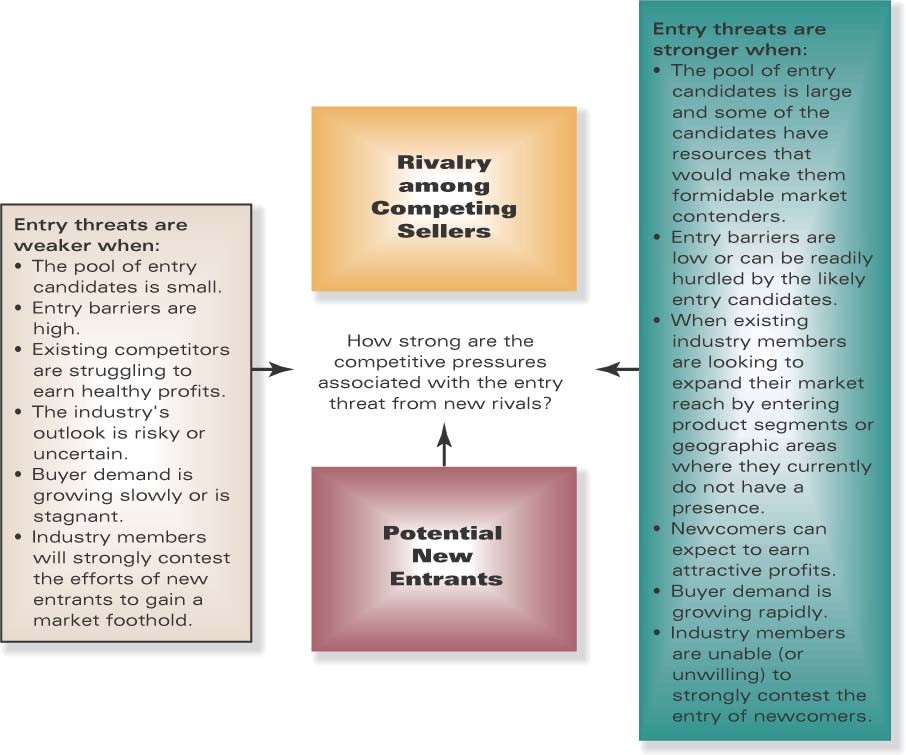 Entry threats are
weaker when:
• The pool of entry
candidates is small.
• Entry barriers are
high.
• Existing competitors
are struggling to
earn healthy profits.
• The industry's
outlook is risky or
uncertain.
• Buyer demand is
growing slowly or is
stagnant.
• Industry members
will strongly contest
the efforts of new
entrants to gain a
market foothold.
Rivalry
among
Competing
Sellers
How strong are the
competitive pressures
associated with the entry
threat from new rivals?
Potential
New
Entrants
Entry threats are
stronger when:
• The pool of entry
candidates is large
and some of the
candidates have
resources that
would make them
formidable market
contenders.
• Entry barriers are
low or can be readily
hurdled by the likely
entry candidates.
• When existing
industry members
are looking to
expand their market
reach by entering
product segments or
geographic areas
where they currently
do not have a
presence.
• Newcomers can
expect to earn
attractive profits.
• Buyer demand is
growing rapidly.
• Industry members
are unable (or
unwilling) to
strongly contest the
entry of newcomers.